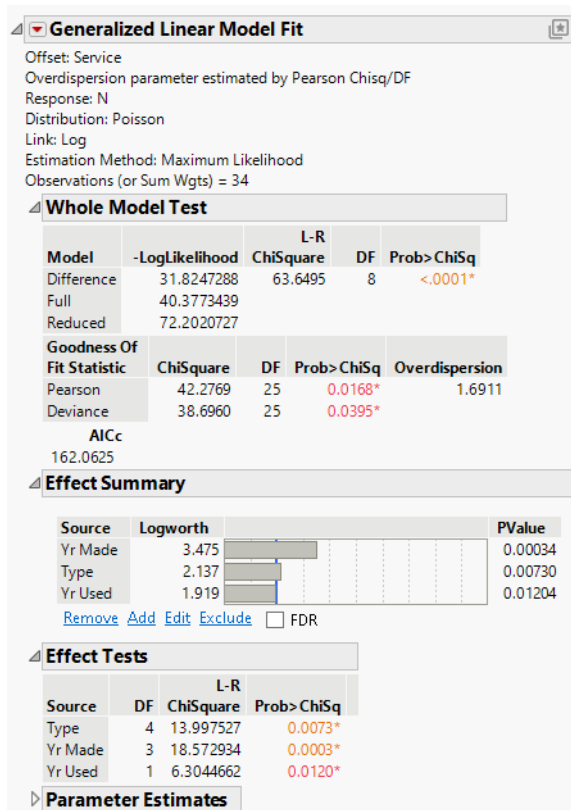 Generalized Linear Model Fit
Offset: Service
Overdispersion parameter estimated by Pearson Chisq/DF
Response: N
Distribution: Poisson
Link: Log
Estimation Method: Maximum Likelihood
Observations (or Sum Wgts) = 34
Whole Model Test
L-R
Model -LogLikelihood ChiSquare DF Prob>ChiSq
Difference 31.8247288 63.6495 8 <.0001*
Full 40.3773439
Reduced 72.2020727
Goodness Of
Fit Statistic ChiSquare DF Prob>ChiSq Overdispersion
Pearson 42.2769 25 0.0168* 1.6911
Deviance 38.6960 25 0.0395*
AICc
162.0625
Effect Summary
Source Logworth PValue
Yr Made 3.475 0.00034
Type 2.137 0.00730
Yr Used 1.919 0.01204
Remove Add Edit Exclude FDR
Effect Tests
L-R
Source DF ChiSquare Prob>ChiSq
Type 4 13.997527 0.0073*
Yr Made 3 18.572934 0.0003*
Yr Used 1 6.3044662 0.0120*
Parameter Estimates